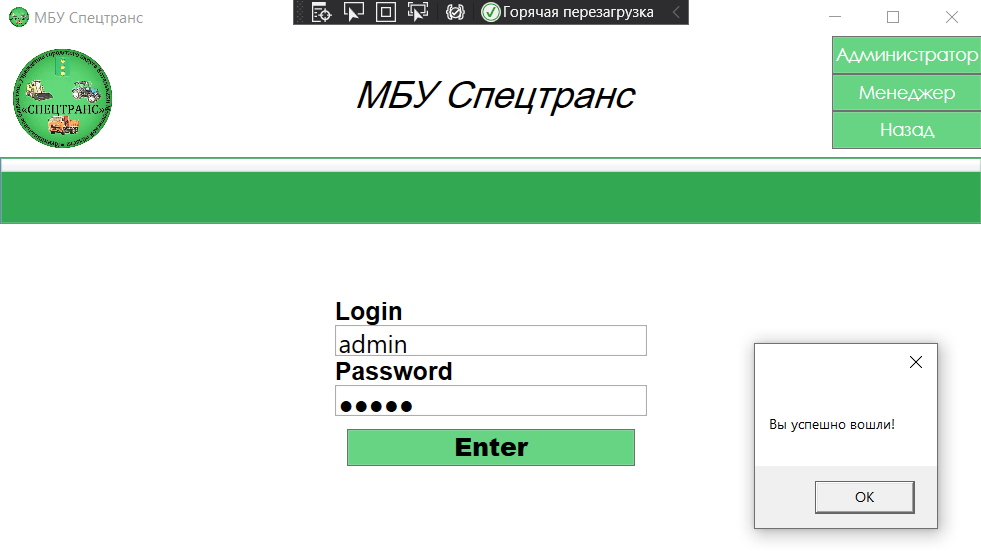 МБУ Спецтранс
Горячая перезагрузка
«СПЕЦТРАНС»
МБУ Спецтранс
Администратор
Менеджер
Назад
Login
admin
Password
●●●●●
Enter
Вы успешно вошли!
OK